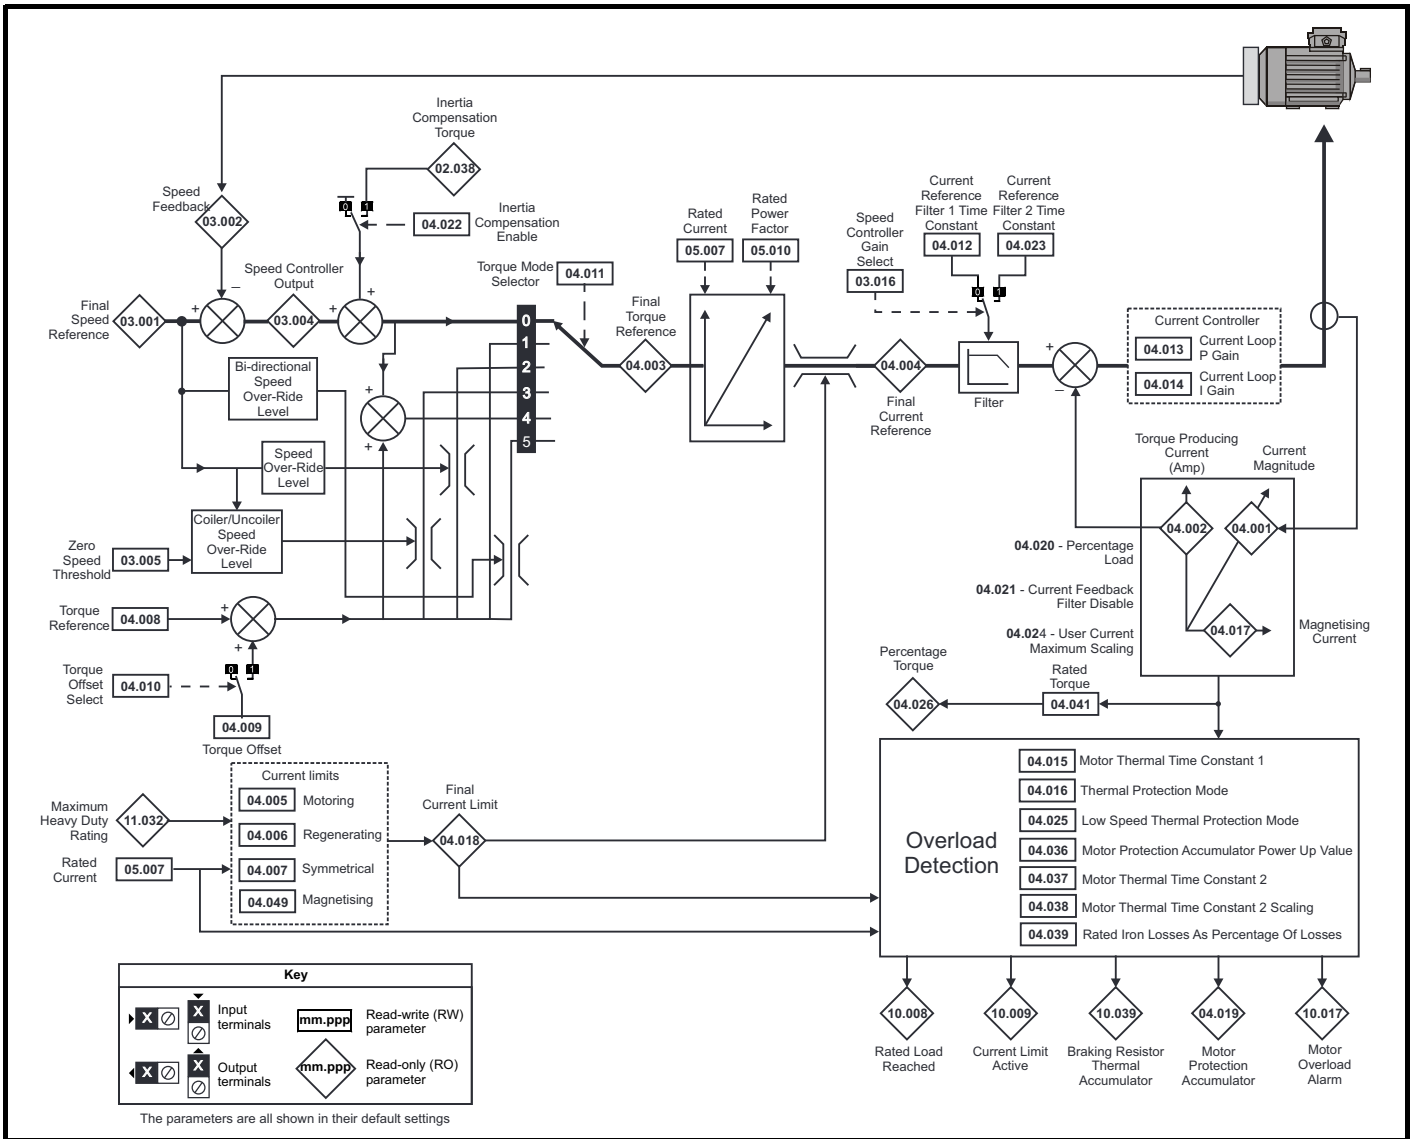 Inertia
Compensation
Torque
02.038
Speed
Feedback
03.002
0 1
04.022
Inertia
Compensation
Enable
Final
Speed
Reference
03.001
+
–
Speed Controller
Output
03.004
+
+
Torque Mode
Selector
04.011
Final
Torque
Reference
04.003
Rated
Current
05.007
Rated
Power
Factor
05.010
Speed
Controller
Gain
Select
03.016
Current
Reference
Filter 1 Time
Constant
04.012
Current
Reference
Filter 2 Time
Constant
04.023
0 1
04.004
Final
Current
Reference
Filter
+
–
Current Controller
04.013
Current Loop
P Gain
04.014
Current Loop
I Gain
0
1
2
3
4
5
Bi-directional
Speed
Over-Ride
Level
+
+
Speed
Over-Ride
Level
Coiler/Uncoiler
Speed
Over-Ride
Level
Zero
Speed
Threshold
03.005
Torque
Reference
04.008
+
+
0 1
Torque
Offset
Select
04.010
04.009
Torque Offset
Torque Producing
Current
(Amp)
Current
Magnitude
04.002
04.001
04.017
Magnetising
Current
04.020 - Percentage
Load
04.021 - Current Feedback
Filter Disable
04.024 - User Current
Maximum Scaling
Percentage
Torque
04.026
Rated
Torque
04.041
Maximum
Heavy Duty
Rating
11.032
Rated
Current
05.007
Current limits
04.005 Motoring
04.006 Regenerating
04.007 Symmetrical
04.049 Magnetising
Final
Current Limit
04.018
Overload
Detection
04.015 Motor Thermal Time Constant 1
04.016 Thermal Protection Mode
04.025 Low Speed Thermal Protection Mode
04.036 Motor Protection Accumulator Power Up Value
04.037 Motor Thermal Time Constant 2
04.038 Motor Thermal Time Constant 2 Scaling
04.039 Rated Iron Losses As Percentage Of Losses
10.008
Rated Load
Reached
10.009
Current Limit
Active
10.039
Braking Resistor
Thermal
Accumulator
04.019
Motor
Protection
Accumulator
10.017
Motor
Overload
Alarm
Key
X X
Input
terminals
mm.ppp
Read-write (RW)
parameter
X X
Output
terminals
mm.ppp
Read-only (RO)
parameter
The parameters are all shown in their default settings